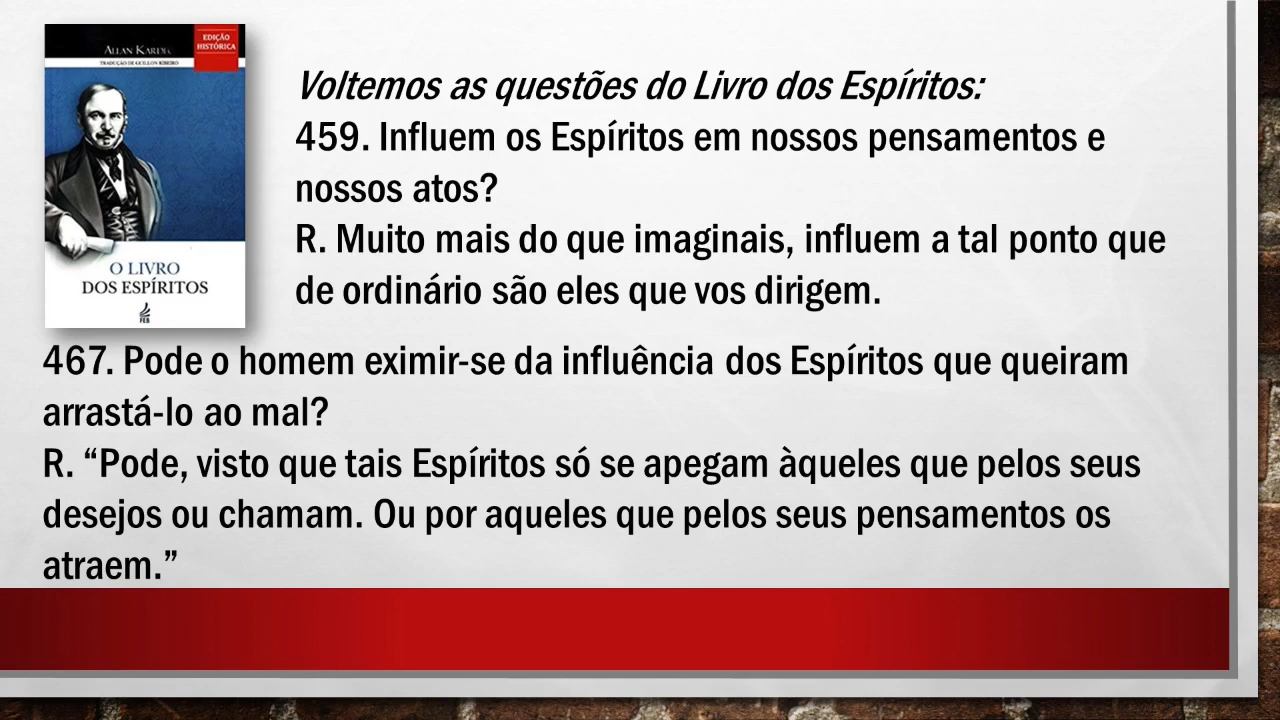 EDIÇÃO
HISTÓRICA
ALLAN KARDEC
TRADUÇÃO DE GUILLON RIBEIRO
O LIVRO
DOS ESPÍRITOS
FEB
Voltemos as questões do Livro dos Espíritos:
459. Influem os Espíritos em nossos pensamentos e
nossos atos?
R. Muito mais do que imaginais, influem a tal ponto que
de ordinário são eles que vos dirigem.
467. Pode o homem eximir-se da influência dos Espíritos que queiram
arrastá-lo ao mal?
R. “Pode, visto que tais Espíritos só se apegam àqueles que pelos seus
desejos ou chamam. Ou por aqueles que pelos seus pensamentos os
atraem.”